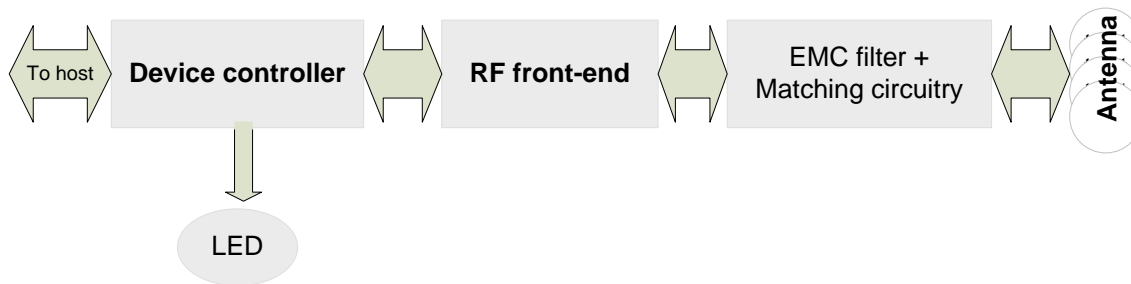 To host
Device controller
RF front-end
EMC filter +
Matching circuitry
Antenna
LED